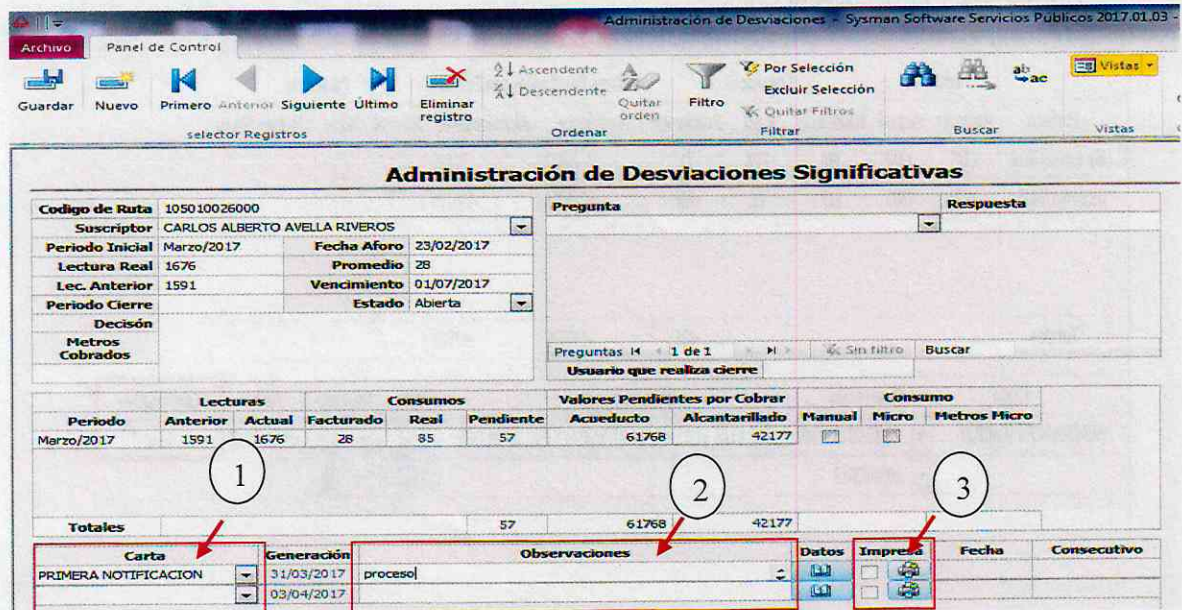 Administración de Desviaciones - Sysman Software Servicios Publicos 2017.01.03 -
Archivo Panel de Control
Guardar Nuevo Primero Anterior Siguiente Último Eliminar registro
Ascendente
Descendente
Quitar orden
Filtro
Por Selección
Excluir Selección
Quitar Filtros
ab ac
Vistas
selector Registros Ordenar Filtrar Buscar Vistas
Administración de Desviaciones Significativas
Codigo de Ruta 105010026000
Suscriptor CARLOS ALBERTO AVELLA RIVEROS
Periodo Inicial Marzo/2017 Fecha Aforo 23/02/2017
Lectura Real 1676 Promedio 28
Lec. Anterior 1591 Vencimiento 01/07/2017
Periodo Cierre Estado Abierta
Decisón
Metros Cobrados
Pregunta Respuesta
Preguntas 1 de 1 Sin filtro Buscar
Usuario que realiza cierre
Lecturas Consumos Valores Pendientes por Cobrar Consumo
Periodo Anterior Actual Facturado Real Pendiente Acueducto Alcantarillado Manual Micro Metros Micro
Marzo/2017 1591 1676 28 85 57 61768 42177
1 2 3
Totales 57 61768 42177
Carta Generación Observaciones Datos Impresa Fecha Consecutivo
PRIMERA NOTIFICACION 31/03/2017 proceso
03/04/2017